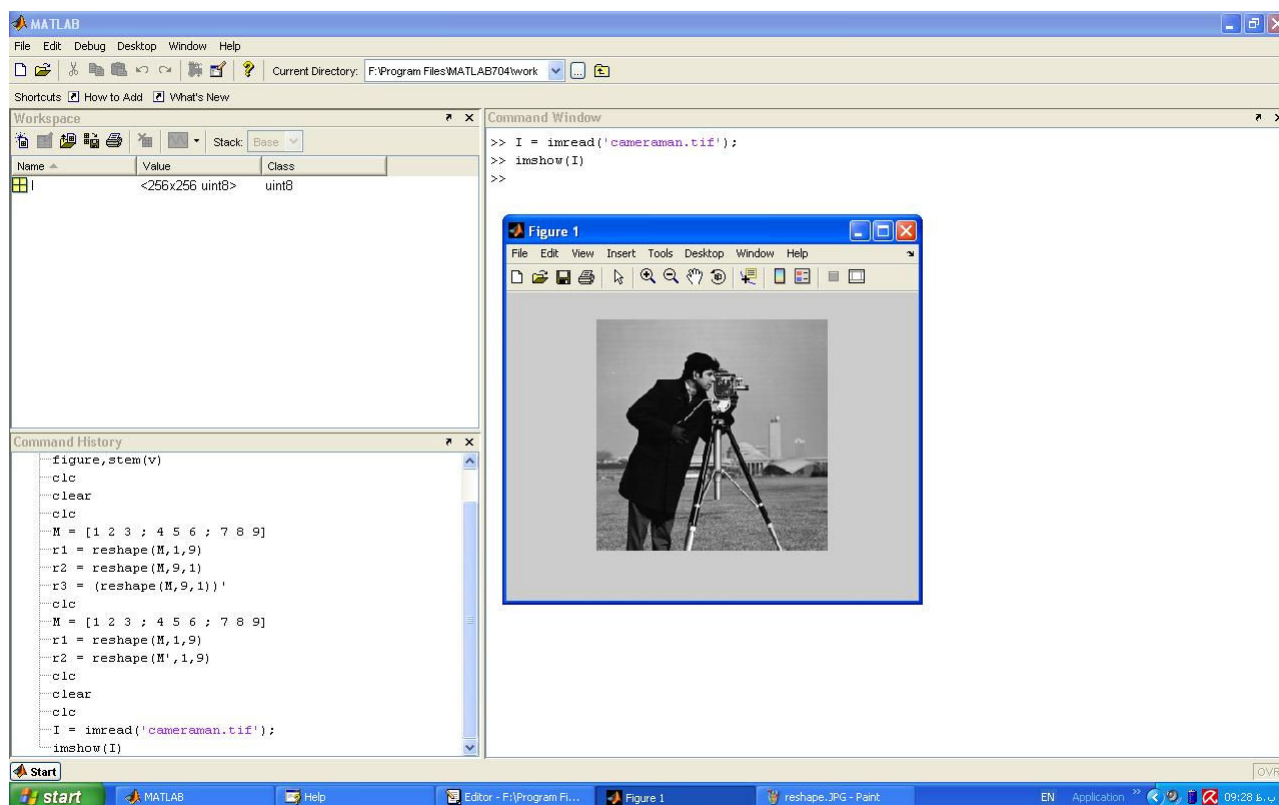 MATLAB
File Edit Debug Desktop Window Help
Current Directory: F:\Program Files\MATLAB704\work
Shortcuts How to Add What's New
Workspace
Stack: Base
Name Value Class
I <256x256 uint8> uint8
Command History
figure,stem(v)
clc
clear
clc
M = [1 2 3 ; 4 5 6 ; 7 8 9]
r1 = reshape(M,1,9)
r2 = reshape(M,9,1)
r3 = (reshape(M,9,1))'
clc
M = [1 2 3 ; 4 5 6 ; 7 8 9]
r1 = reshape(M,1,9)
r2 = reshape(M',1,9)
clc
clear
clc
I = imread('cameraman.tif');
imshow(I)
Command Window
>> I = imread('cameraman.tif');
>> imshow(I)
>>
Figure 1
File Edit View Insert Tools Desktop Window Help
Start
OVR
start MATLAB Help Editor - F:\Program Fi... Figure 1 reshape.JPG - Paint EN Application 09:28 ب.ظ